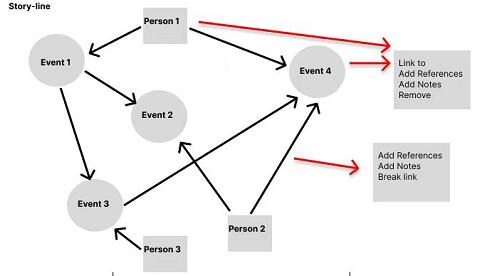 Story-line
Person 1
Event 1
Event 4
Link to
Add References
Add Notes
Remove
Event 2
Add References
Add Notes
Break link
Event 3
Person 2
Person 3